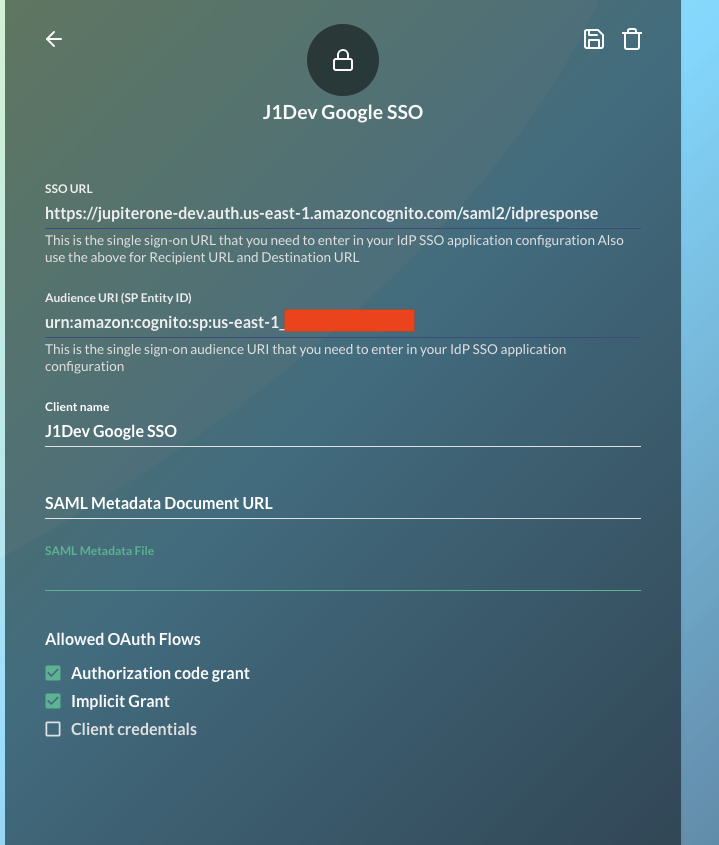 J1Dev Google SSO
SSO URL
https://jupiterone-dev.auth.us-east-1.amazoncognito.com/saml2/idpresponse
This is the single sign-on URL that you need to enter in your IdP SSO application configuration Also
use the above for Recipient URL and Destination URL
Audience URI (SP Entity ID)
urn:amazon:cognito:sp:us-east-1_
This is the single sign-on audience URI that you need to enter in your IdP SSO application
configuration
Client name
J1Dev Google SSO
SAML Metadata Document URL
SAML Metadata File
Allowed OAuth Flows
Authorization code grant
Implicit Grant
Client credentials